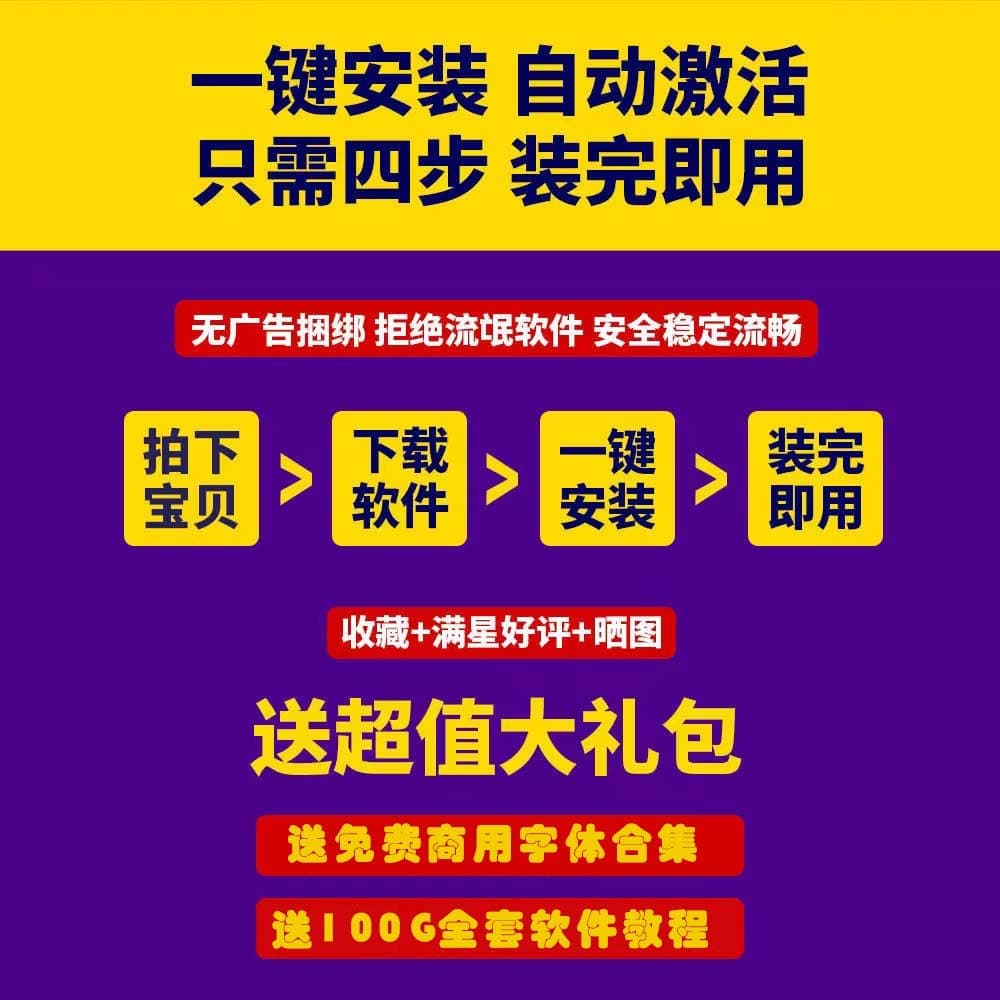 一键安装 自动激活
只需四步 装完即用
无广告捆绑 拒绝流氓软件 安全稳定流畅
拍下
宝贝
>
下载
软件
>
一键
安装
>
装完
即用
收藏+满星好评+晒图
送超值大礼包
送免费商用字体合集
送100G全套软件教程